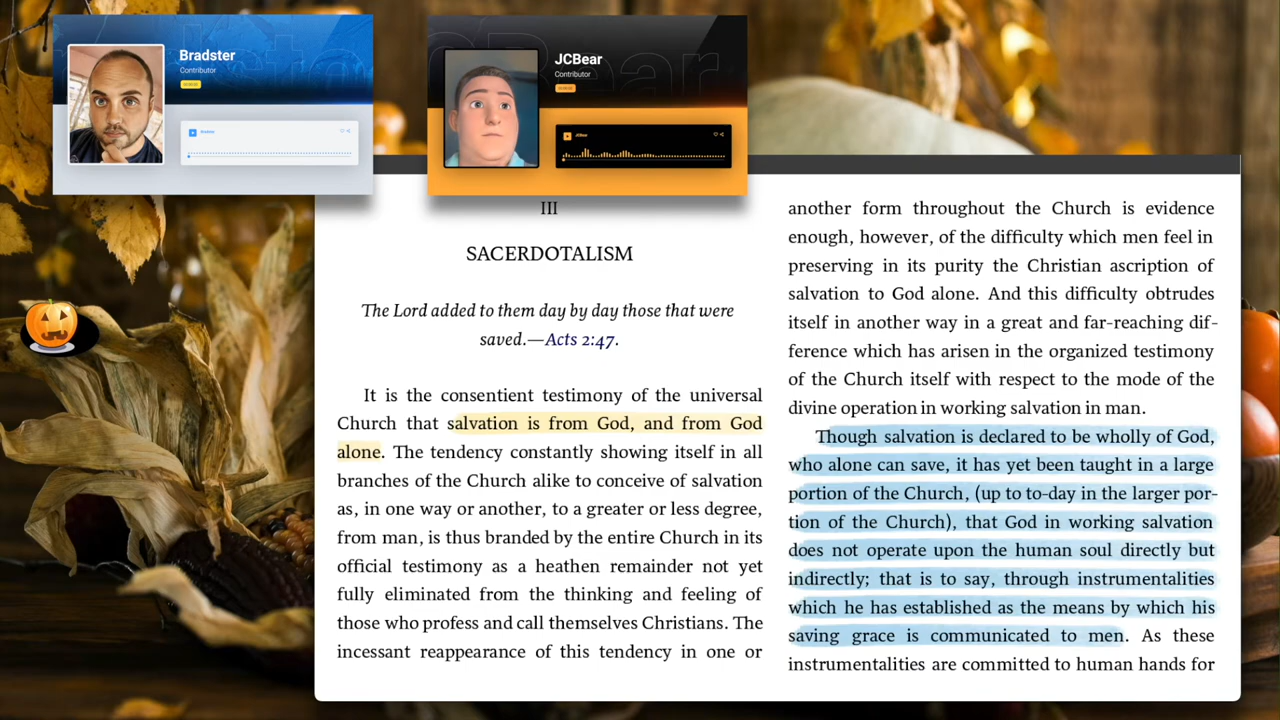 Bradster
Contributor
JCBear
Contributor
JCBear
III
SACERDOTALISM
The Lord added to them day by day those that were
saved.—Acts 2:47.
It is the consentient testimony of the universal
Church that salvation is from God, and from God
alone. The tendency constantly showing itself in all
branches of the Church alike to conceive of salvation
as, in one way or another, to a greater or less degree,
from man, is thus branded by the entire Church in its
official testimony as a heathen remainder not yet
fully eliminated from the thinking and feeling of
those who profess and call themselves Christians. The
incessant reappearance of this tendency in one or
another form throughout the Church is evidence
enough, however, of the difficulty which men feel in
preserving in its purity the Christian ascription of
salvation to God alone. And this difficulty obtrudes
itself in another way in a great and far-reaching dif-
ference which has arisen in the organized testimony
of the Church itself with respect to the mode of the
divine operation in working salvation in man.
Though salvation is declared to be wholly of God,
who alone can save, it has yet been taught in a large
portion of the Church, (up to to-day in the larger por-
tion of the Church), that God in working salvation
does not operate upon the human soul directly but
indirectly; that is to say, through instrumentalities
which he has established as the means by which his
saving grace is communicated to men. As these
instrumentalities are committed to human hands for